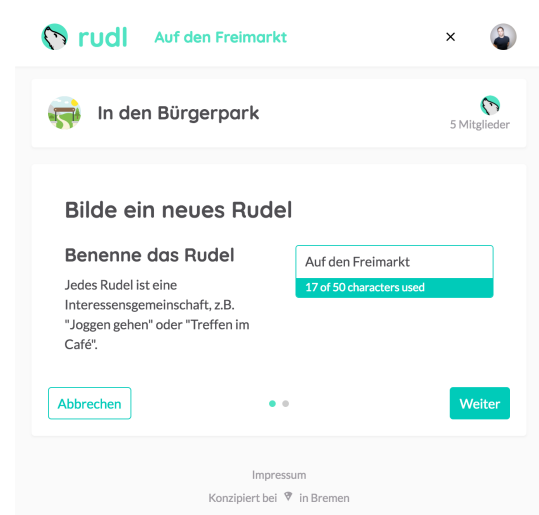 rudl
Auf den Freimarkt
×
In den Bürgerpark
5 Mitglieder
Bilde ein neues Rudel
Benenne das Rudel
Jedes Rudel ist eine
Interessensgemeinschaft, z.B.
"Joggen gehen" oder "Treffen im
Café".
Auf den Freimarkt
17 of 50 characters used
Abbrechen
Weiter
Impressum
Konzipiert bei in Bremen